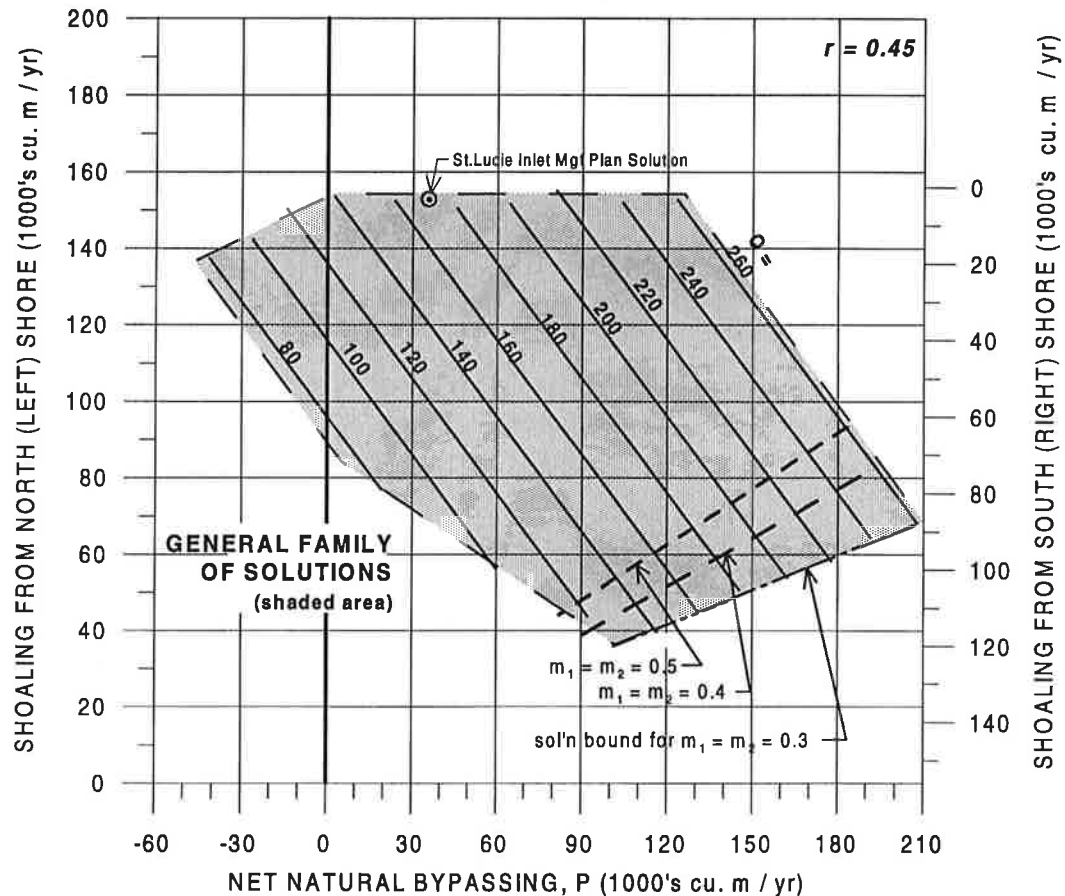 r = 0.45
SHOALING FROM NORTH (LEFT) SHORE (1000's cu. m / yr)
200
180
160
140
120
100
80
60
40
20
0
St.Lucie Inlet Mgt Plan Solution
Q =
80
100
120
140
160
180
200
220
240
260
GENERAL FAMILY
OF SOLUTIONS
(shaded area)
m₁ = m₂ = 0.5
m₁ = m₂ = 0.4
sol'n bound for m₁ = m₂ = 0.3
0
20
40
60
80
100
120
140
SHOALING FROM SOUTH (RIGHT) SHORE (1000's cu. m / yr)
-60 -30 0 30 60 90 120 150 180 210
NET NATURAL BYPASSING, P (1000's cu. m / yr)